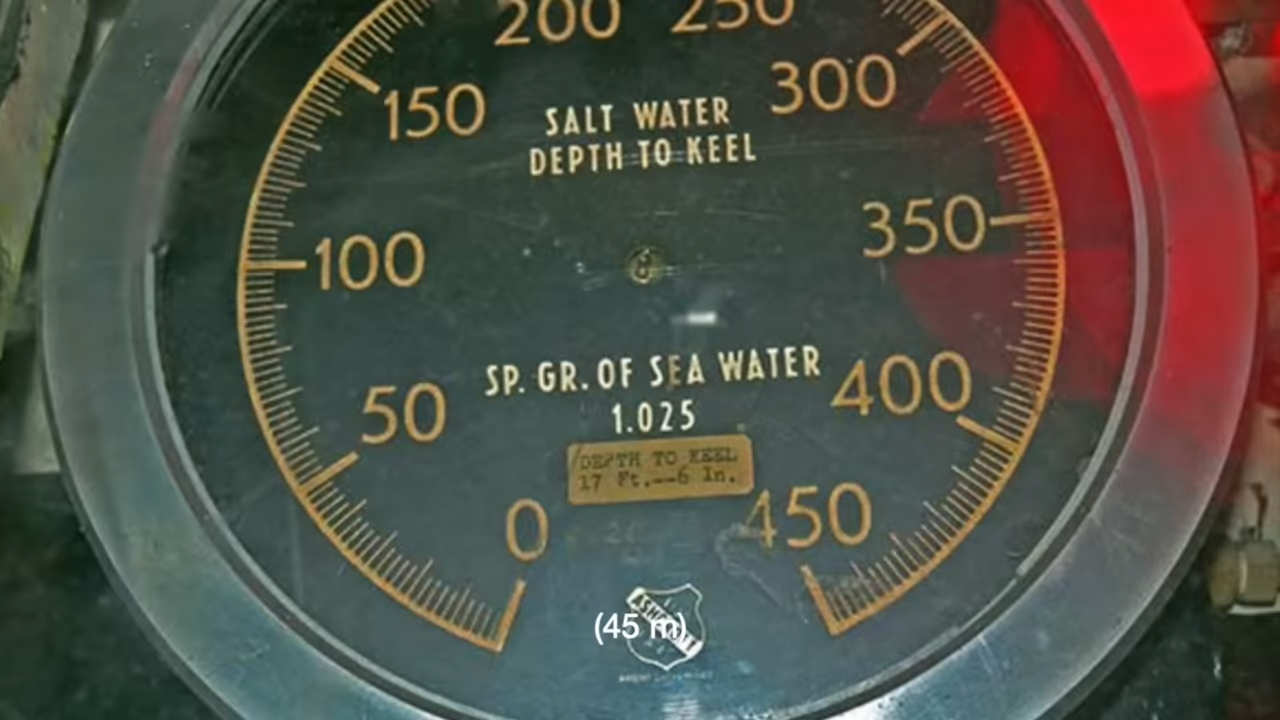 200 250
150 300
SALT WATER
DEPTH TO KEEL
100 350
SP. GR. OF SEA WATER
1.025
50 400
DEPTH TO KEEL
17 Ft.--6 In.
0 450
(45 m)